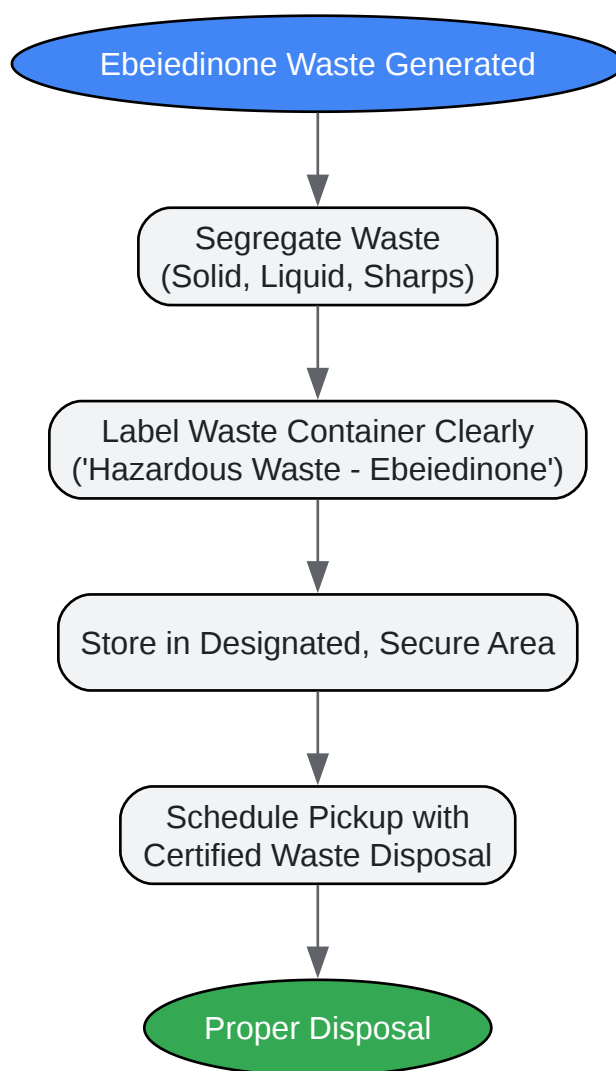 Ebeiedinone Waste Generated
Segregate Waste
(Solid, Liquid, Sharps)
Label Waste Container Clearly
('Hazardous Waste - Ebeiedinone')
Store in Designated, Secure Area
Schedule Pickup with
Certified Waste Disposal
Proper Disposal